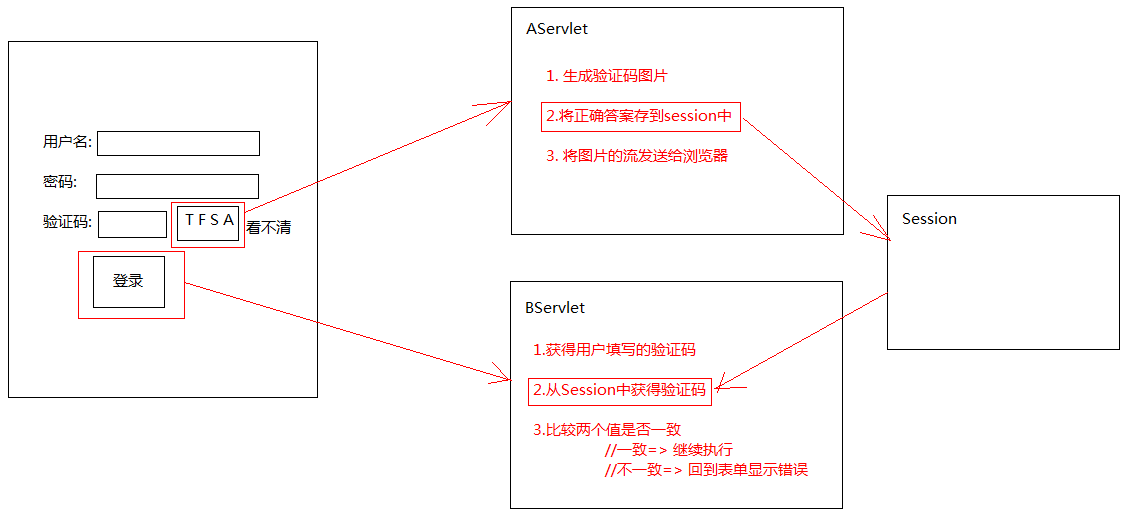 用户名:
密码:
验证码:
T F S A
看不清
登录
AServlet
1. 生成验证码图片
2.将正确答案存到session中
3. 将图片的流发送给浏览器
Session
BServlet
1.获得用户填写的验证码
2.从Session中获得验证码
3.比较两个值是否一致
//一致=> 继续执行
//不一致=> 回到表单显示错误